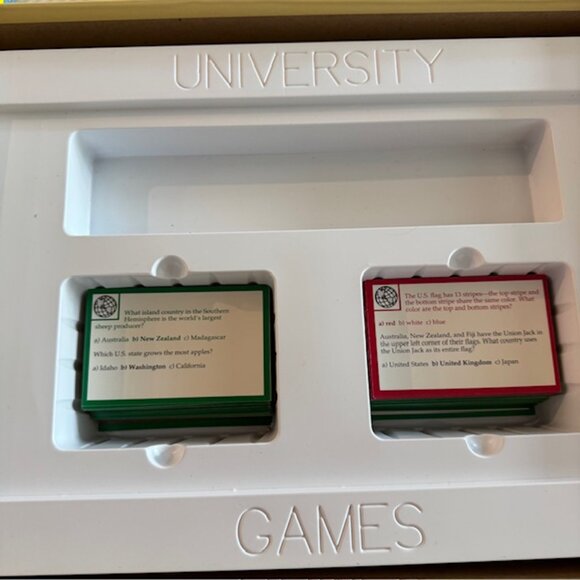 UNIVERSITY
What island country in the Southern
Hemisphere is the world's largest
sheep producer?
a) Australia b) New Zealand c) Madagascar
Which U.S. state grows the most apples?
a) Idaho b) Washington c) California
The U.S. flag has 13 stripes—the top stripe and
the bottom stripe share the same color. What
color are the top and bottom stripes?
a) red b) white c) blue
Australia, New Zealand, and Fiji have the Union Jack in
the upper left corner of their flags. What country uses
the Union Jack as its entire flag?
a) United States b) United Kingdom c) Japan
GAMES